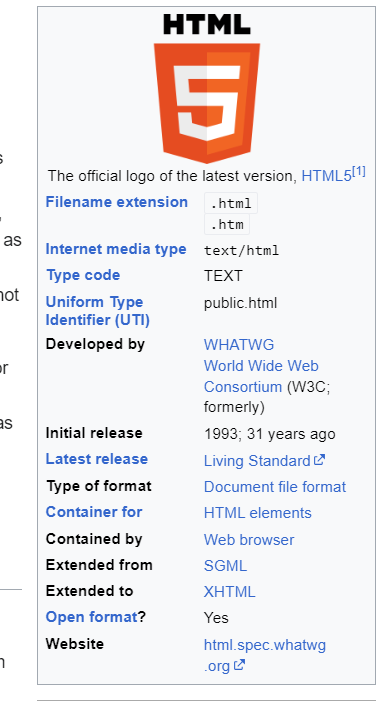 HTML
5
The official logo of the latest version, HTML5[1]
Filename extension .html
.htm
Internet media type text/html
Type code TEXT
Uniform Type public.html
Identifier (UTI)
Developed by WHATWG
World Wide Web
Consortium (W3C;
formerly)
Initial release 1993; 31 years ago
Latest release Living Standard
Type of format Document file format
Container for HTML elements
Contained by Web browser
Extended from SGML
Extended to XHTML
Open format? Yes
Website html.spec.whatwg
.org
as